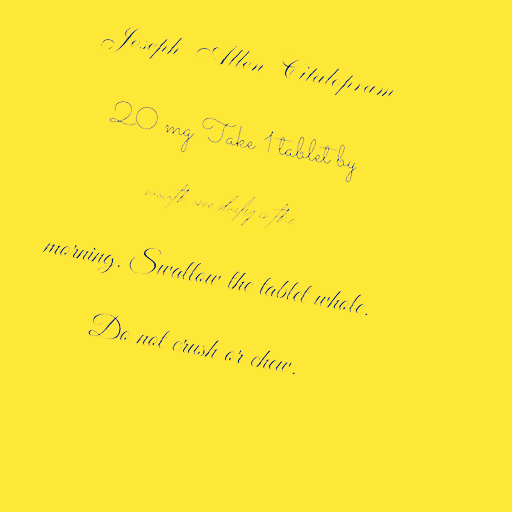 Joseph Allen Citalopram
20 mg Take 1 tablet by
mouth once daily in the
morning. Swallow the tablet whole.
Do not crush or chew.